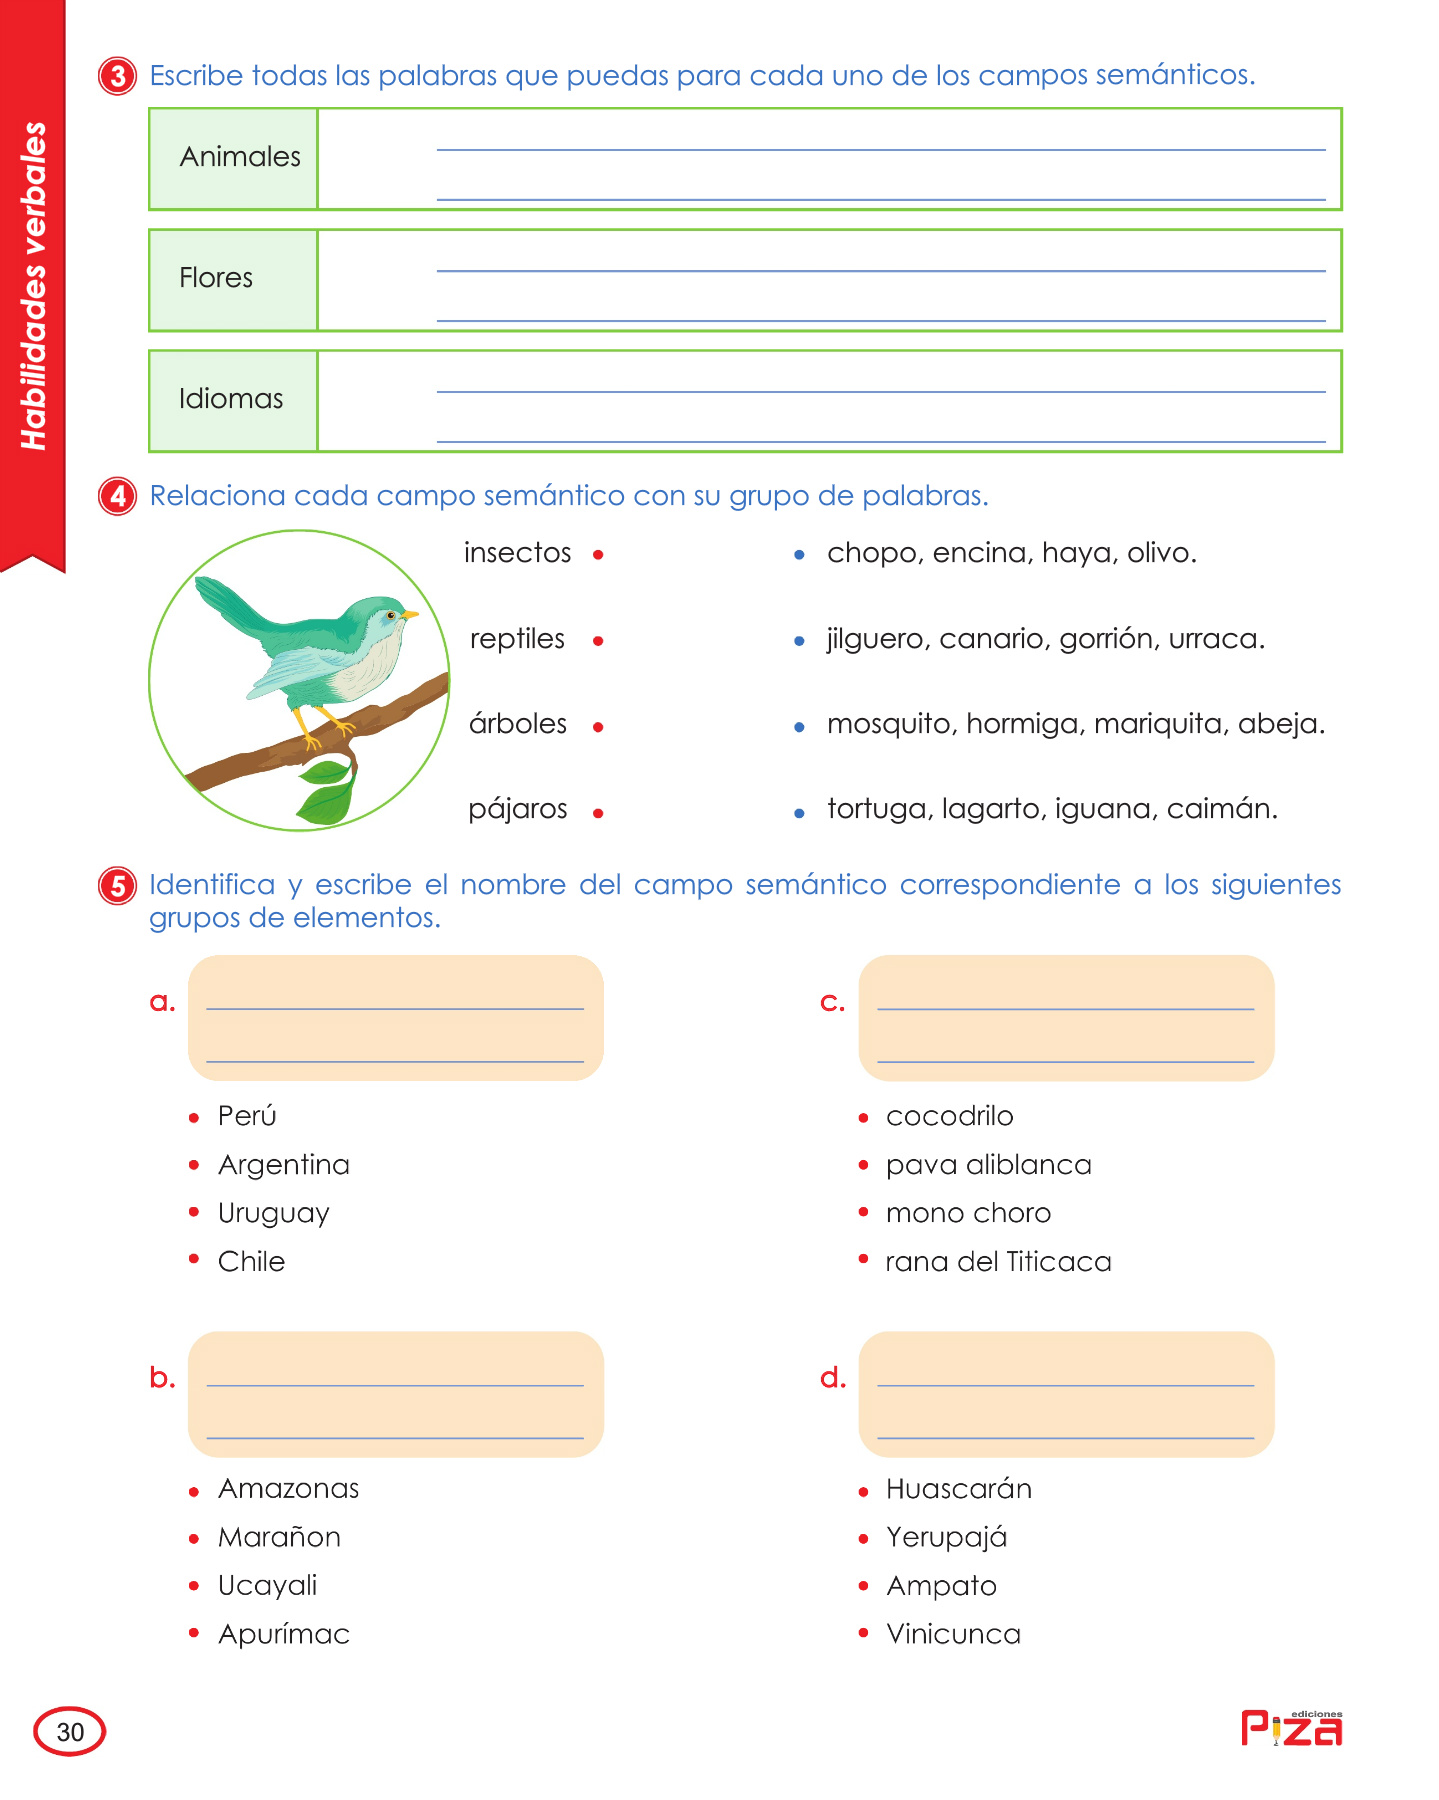 Habilidades verbales
3 Escribe todas las palabras que puedas para cada uno de los campos semánticos.
Animales
Flores
Idiomas
4 Relaciona cada campo semántico con su grupo de palabras.
insectos • • chopo, encina, haya, olivo.
reptiles • • jilguero, canario, gorrión, urraca.
árboles • • mosquito, hormiga, mariquita, abeja.
pájaros • • tortuga, lagarto, iguana, caimán.
5 Identifica y escribe el nombre del campo semántico correspondiente a los siguientes
grupos de elementos.
a.
• Perú
• Argentina
• Uruguay
• Chile
c.
• cocodrilo
• pava aliblanca
• mono choro
• rana del Titicaca
b.
• Amazonas
• Marañon
• Ucayali
• Apurímac
d.
• Huascarán
• Yerupajá
• Ampato
• Vinicunca
30
ediciones
Piza